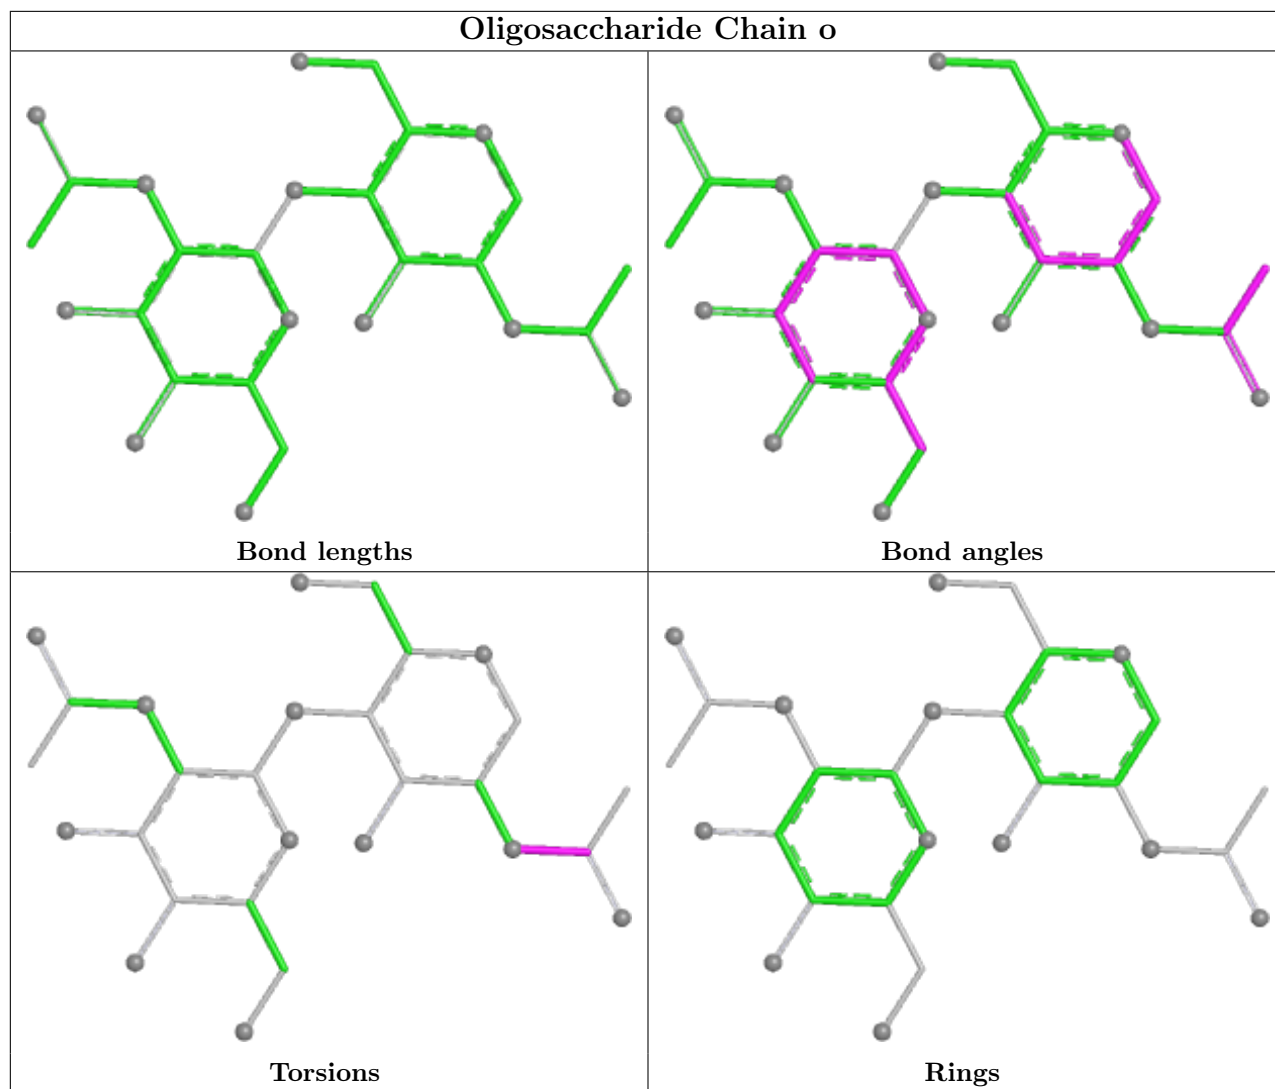 Oligosaccharide Chain o
Bond lengths
Bond angles
Torsions
Rings